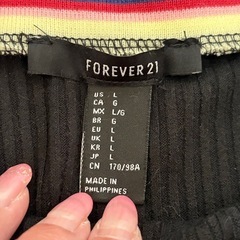 FOREVER 21
US L
CA G
MX L/G
BR G
EU L
UK L
KR L
JP L
CN 170/98A
MADE IN
PHILIPPINES